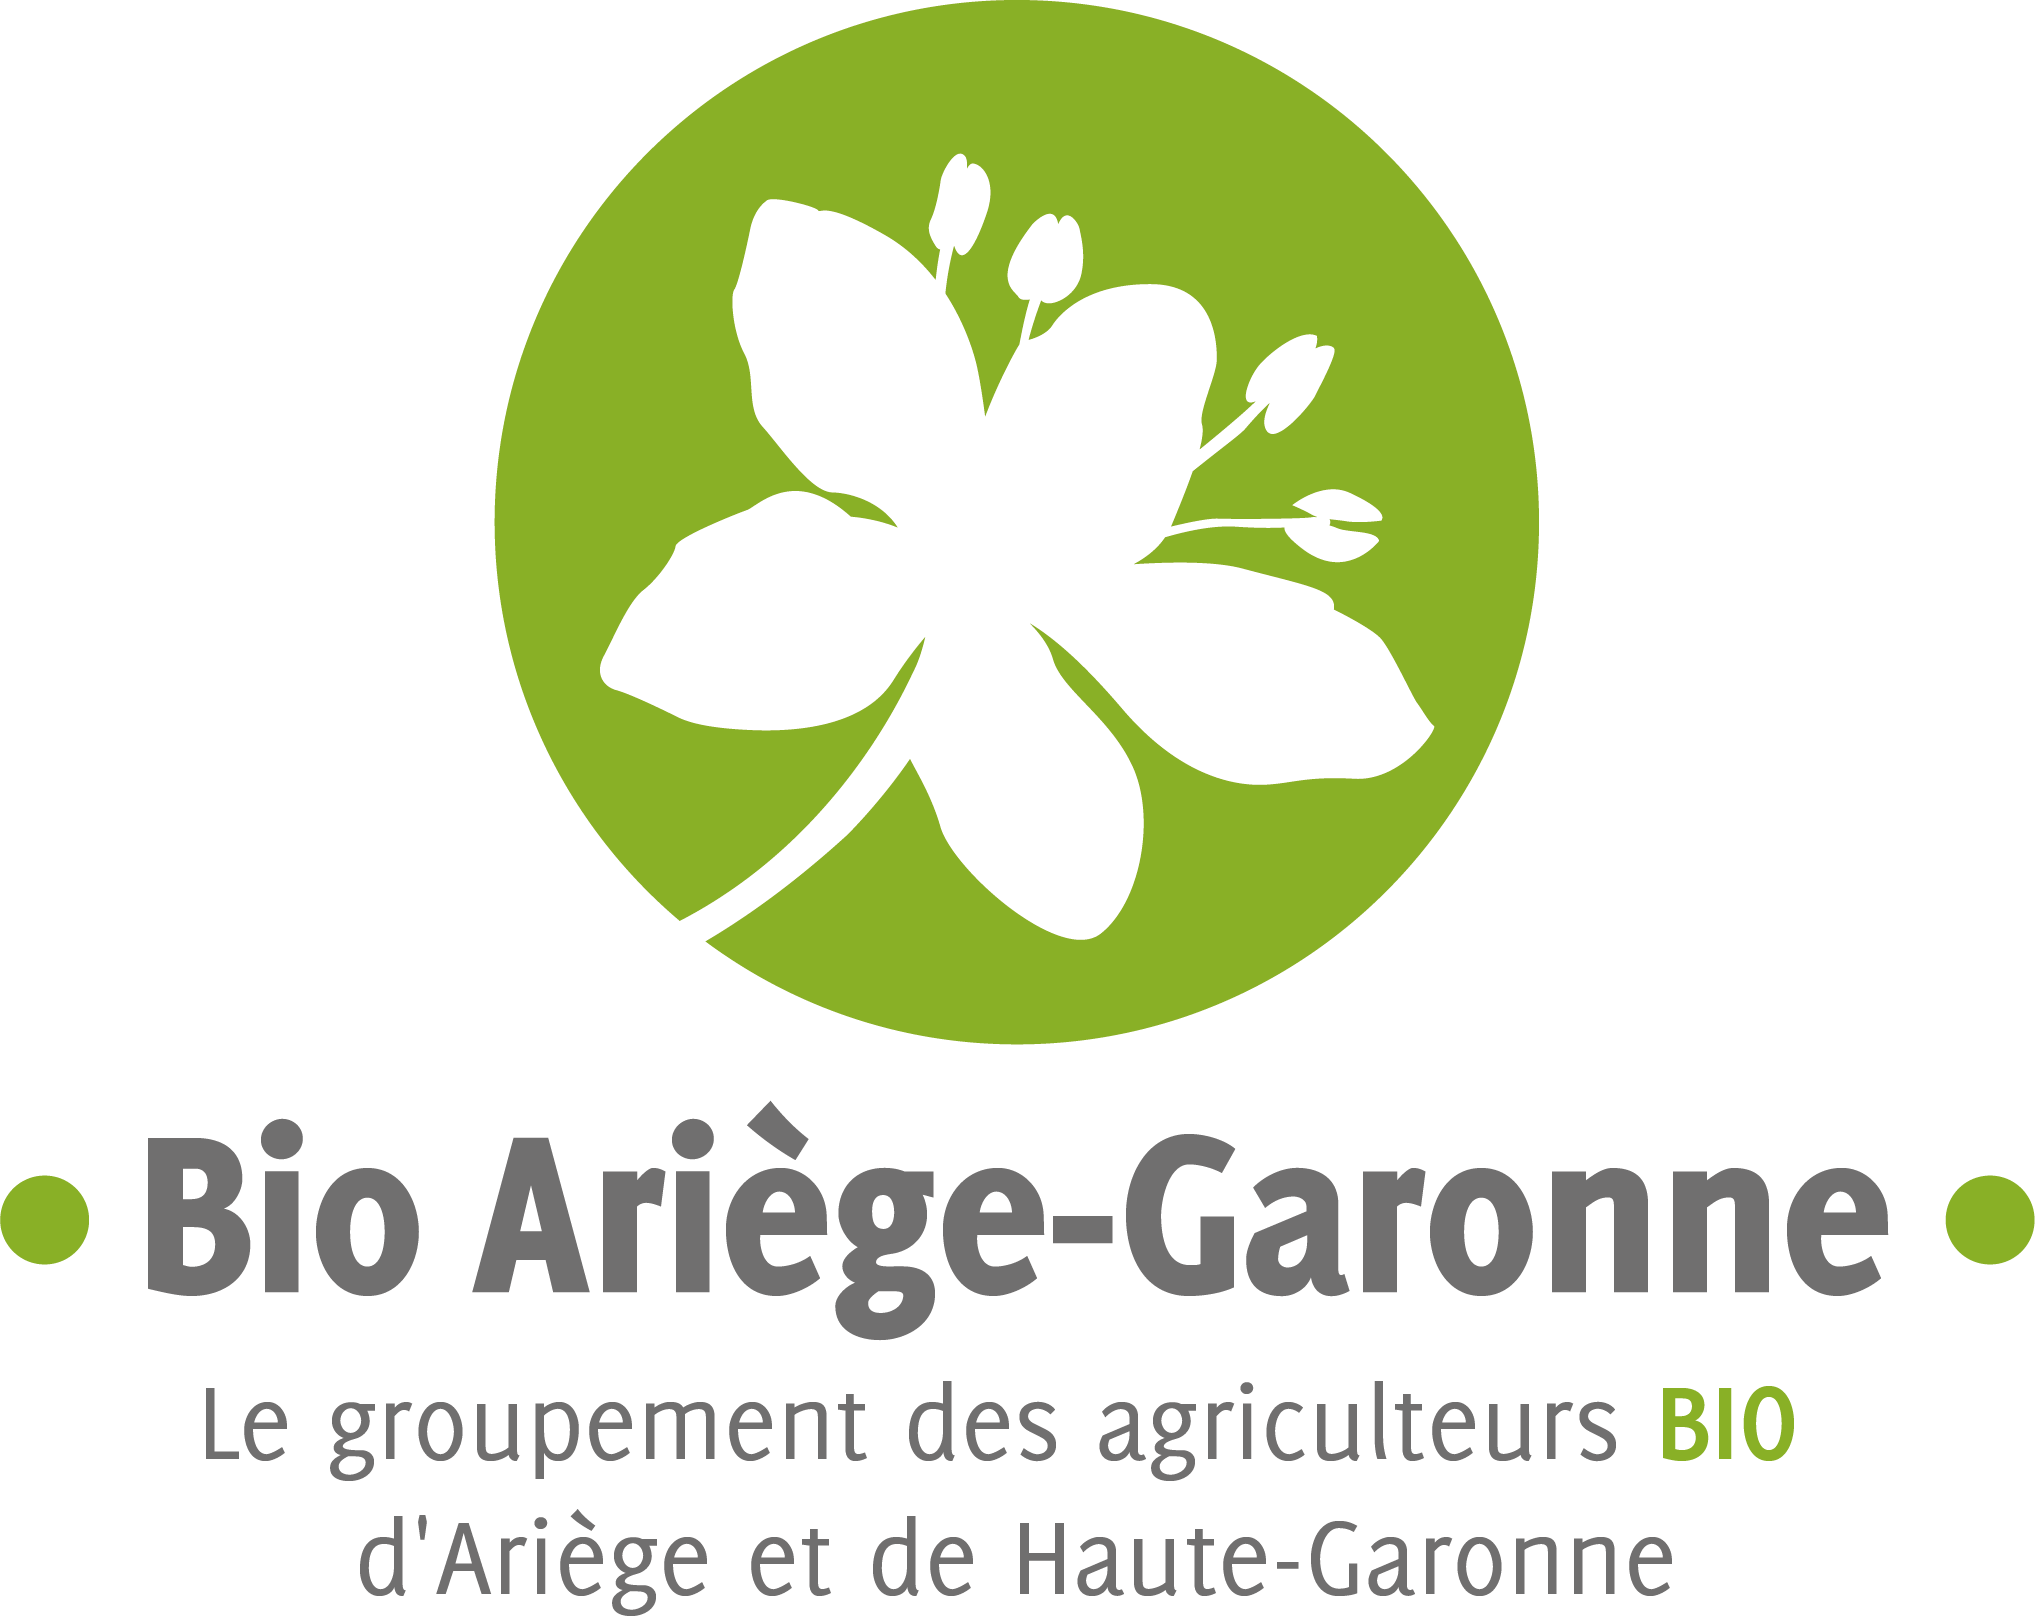 Bio Ariège-Garonne
Le groupement des agriculteurs BIO
d'Ariège et de Haute-Garonne